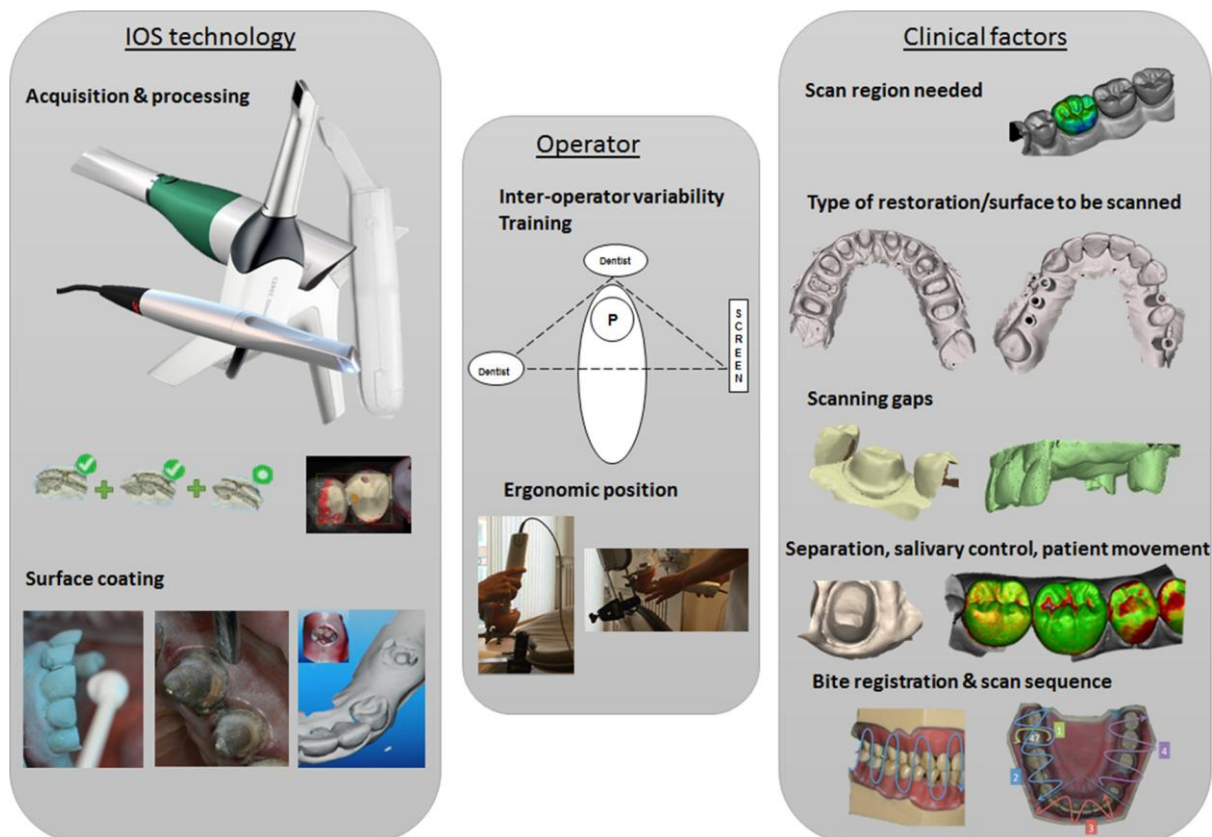 IOS technology
Acquisition & processing
Surface coating
Operator
Inter-operator variability
Training
Dentist
P
SCREEN
Dentist
Ergonomic position
Clinical factors
Scan region needed
Type of restoration/surface to be scanned
Scanning gaps
Separation, salivary control, patient movement
Bite registration & scan sequence
1
47
4
2
3